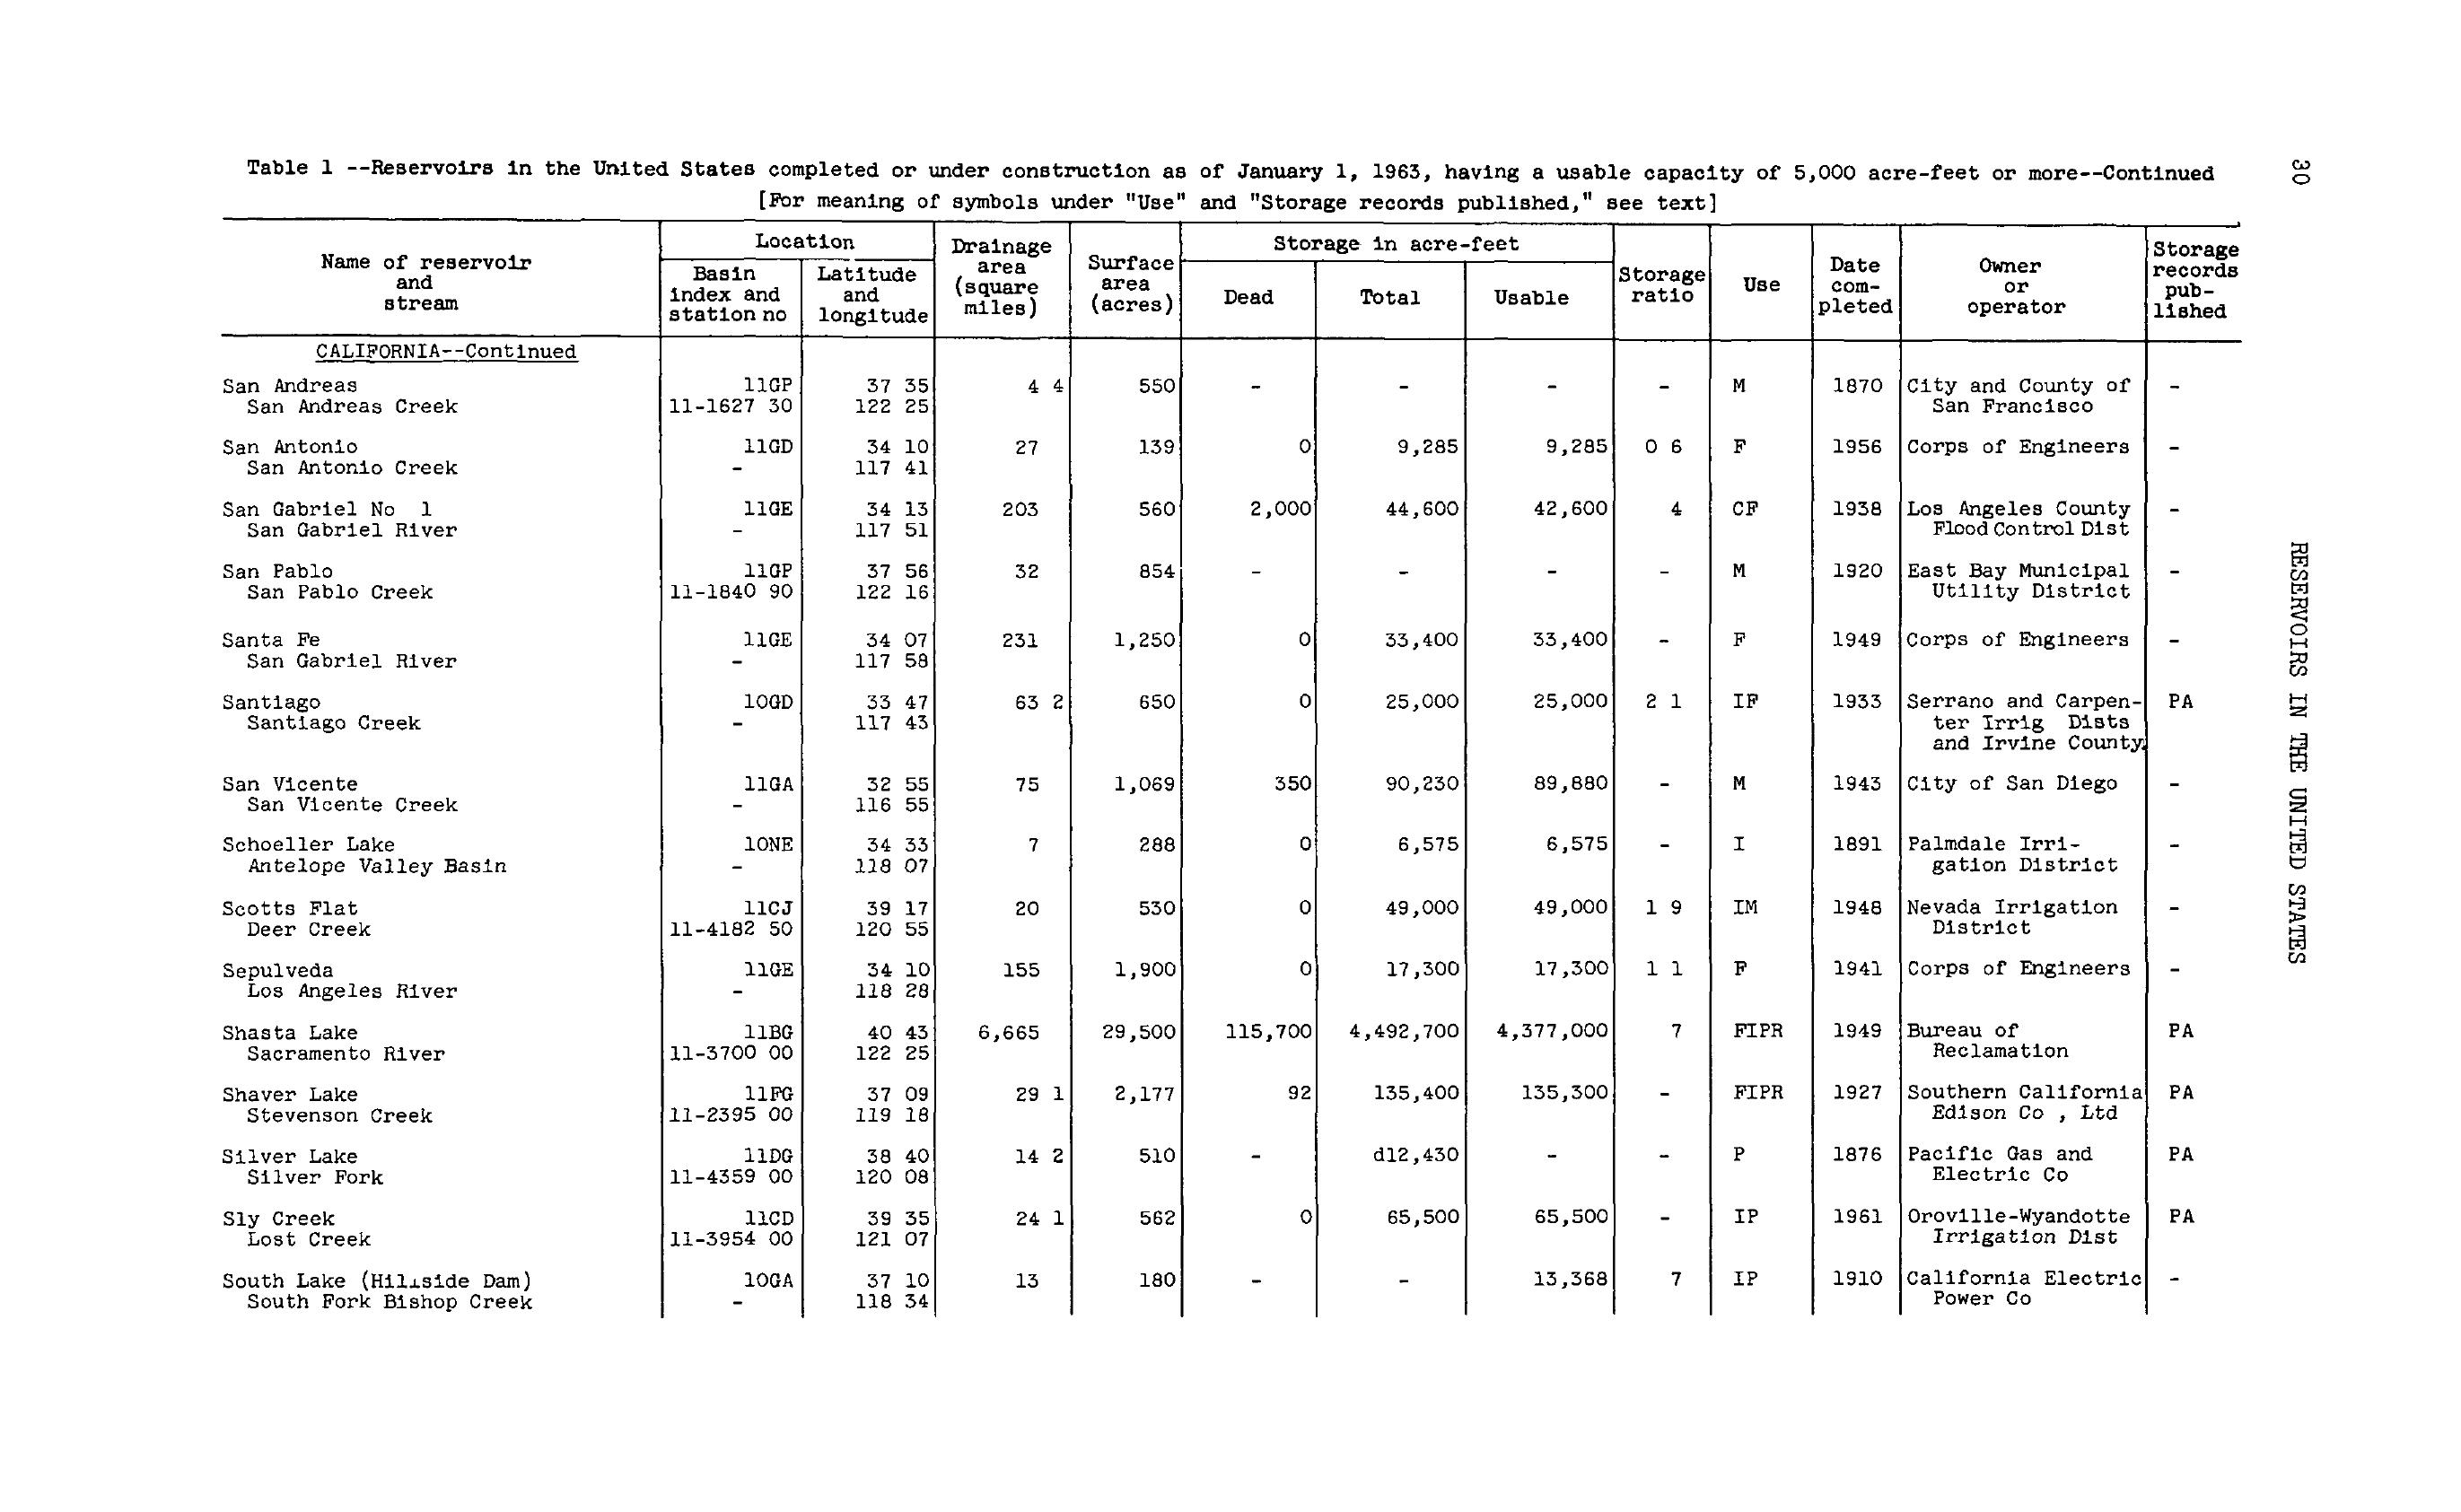 Table 1 --Reservoirs in the United States completed or under construction as of January 1, 1963, having a usable capacity of 5,000 acre-feet or more--Continued
[For meaning of symbols under "Use" and "Storage records published," see text]
30
RESERVOIRS IN THE UNITED STATES
Name of reservoir
and
stream
Location
Basin
index and
station no
Latitude
and
longitude
Drainage
area
(square
miles)
Surface
area
(acres)
Storage in acre-feet
Dead
Total
Usable
Storage
ratio
Use
Date
com-
pleted
Owner
or
operator
Storage
records
pub-
lished
CALIFORNIA--Continued
San Andreas 11GP 37 35 4 4 550 - - - - M 1870 City and County of -
San Andreas Creek 11-1627 30 122 25 San Francisco
San Antonio 11GD 34 10 27 139 0 9,285 9,285 0 6 F 1956 Corps of Engineers -
San Antonio Creek - 117 41
San Gabriel No 1 11GE 34 13 203 560 2,000 44,600 42,600 4 CF 1938 Los Angeles County -
San Gabriel River - 117 51 Flood Control Dist
San Pablo 11GP 37 56 32 854 - - - - M 1920 East Bay Municipal -
San Pablo Creek 11-1840 90 122 16 Utility District
Santa Fe 11GE 34 07 231 1,250 0 33,400 33,400 - F 1949 Corps of Engineers -
San Gabriel River - 117 58
Santiago 10GD 33 47 63 2 650 0 25,000 25,000 2 1 IF 1933 Serrano and Carpen- PA
Santiago Creek - 117 43 ter Irrig Dists
and Irvine County
San Vicente 11GA 32 55 75 1,069 350 90,230 89,880 - M 1943 City of San Diego -
San Vicente Creek - 116 55
Schoeller Lake 10NE 34 33 7 288 0 6,575 6,575 - I 1891 Palmdale Irri- -
Antelope Valley Basin - 118 07 gation District
Scotts Flat 11CJ 39 17 20 530 0 49,000 49,000 1 9 IM 1948 Nevada Irrigation -
Deer Creek 11-4182 50 120 55 District
Sepulveda 11GE 34 10 155 1,900 0 17,300 17,300 1 1 F 1941 Corps of Engineers -
Los Angeles River - 118 28
Shasta Lake 11BG 40 43 6,665 29,500 115,700 4,492,700 4,377,000 7 FIPR 1949 Bureau of PA
Sacramento River 11-3700 00 122 25 Reclamation
Shaver Lake 11FG 37 09 29 1 2,177 92 135,400 135,300 - FIPR 1927 Southern California PA
Stevenson Creek 11-2395 00 119 18 Edison Co , Ltd
Silver Lake 11DG 38 40 14 2 510 - d12,430 - - P 1876 Pacific Gas and PA
Silver Fork 11-4359 00 120 08 Electric Co
Sly Creek 11CD 39 35 24 1 562 0 65,500 65,500 - IP 1961 Oroville-Wyandotte PA
Lost Creek 11-3954 00 121 07 Irrigation Dist
South Lake (Hillside Dam) 10GA 37 10 13 180 - - 13,368 7 IP 1910 California Electric -
South Fork Bishop Creek - 118 34 Power Co